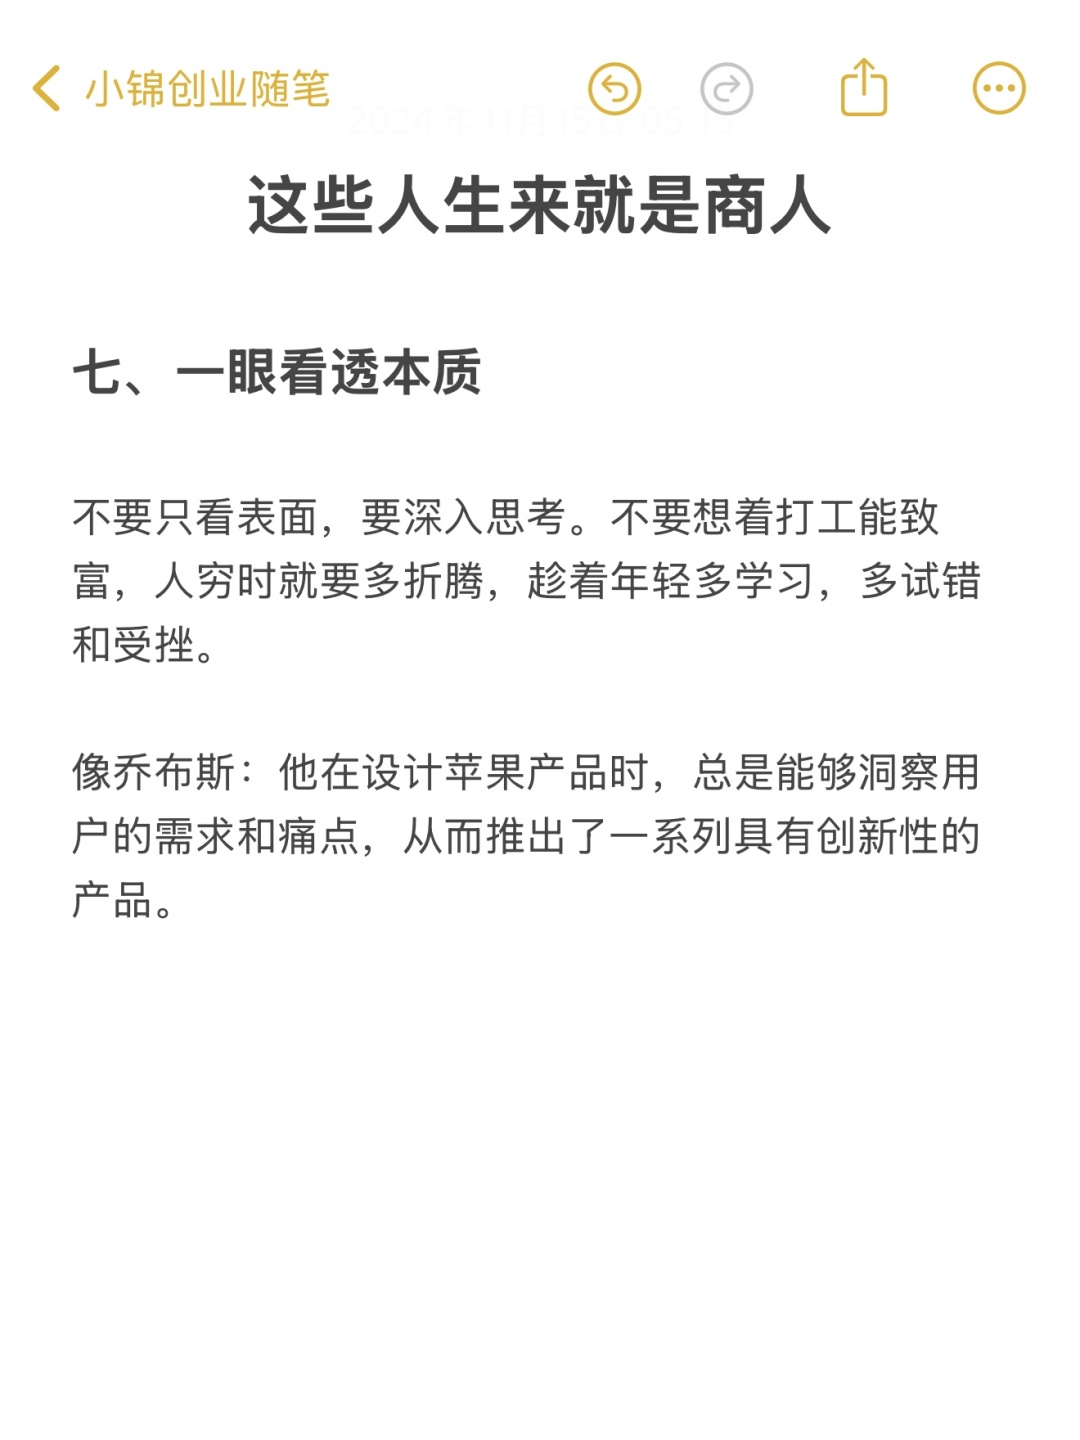 小锦创业随笔
2024年11月15日 05:15
这些人生来就是商人
七、一眼看透本质
不要只看表面，要深入思考。不要想着打工能致
富，人穷时就要多折腾，趁着年轻多学习，多试错
和受挫。
像乔布斯：他在设计苹果产品时，总是能够洞察用
户的需求和痛点，从而推出了一系列具有创新性的
产品。